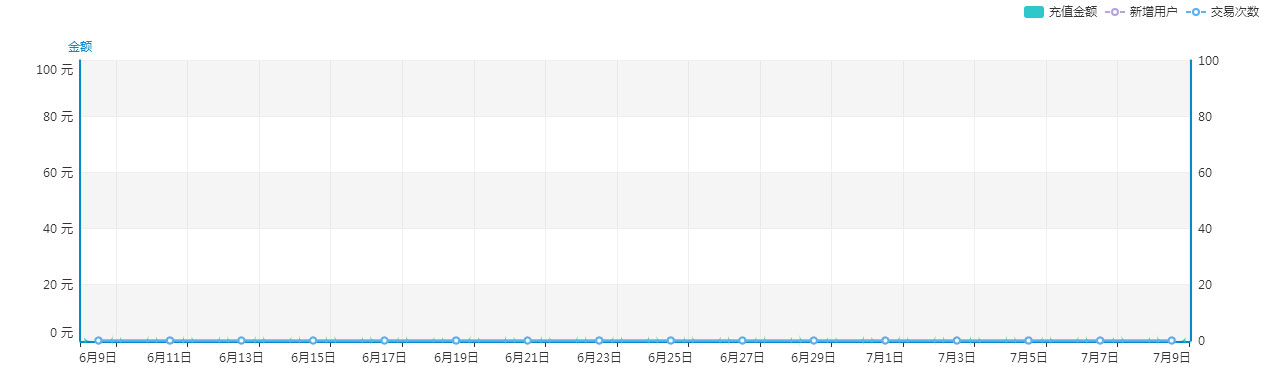 充值金额 新增用户 交易次数
金额
100 元 100
80 元 80
60 元 60
40 元 40
20 元 20
0 元 0
6月9日 6月11日 6月13日 6月15日 6月17日 6月19日 6月21日 6月23日 6月25日 6月27日 6月29日 7月1日 7月3日 7月5日 7月7日 7月9日